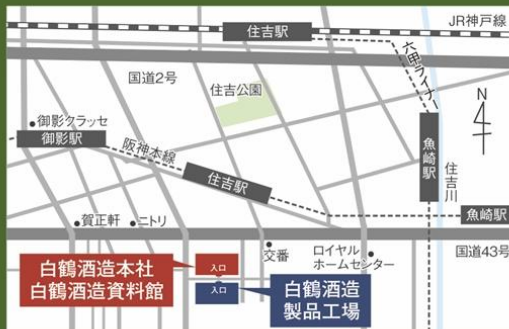 JR神戸線
住吉駅
六甲ライナー
国道2号
住吉公園
N
御影クラッセ
御影駅
阪神本線
魚崎駅
住吉川
住吉駅
魚崎駅
賀正軒
ニトリ
国道43号
交番
ロイヤル
ホームセンター
入口
白鶴酒造本社
白鶴酒造資料館
入口
白鶴酒造
製品工場